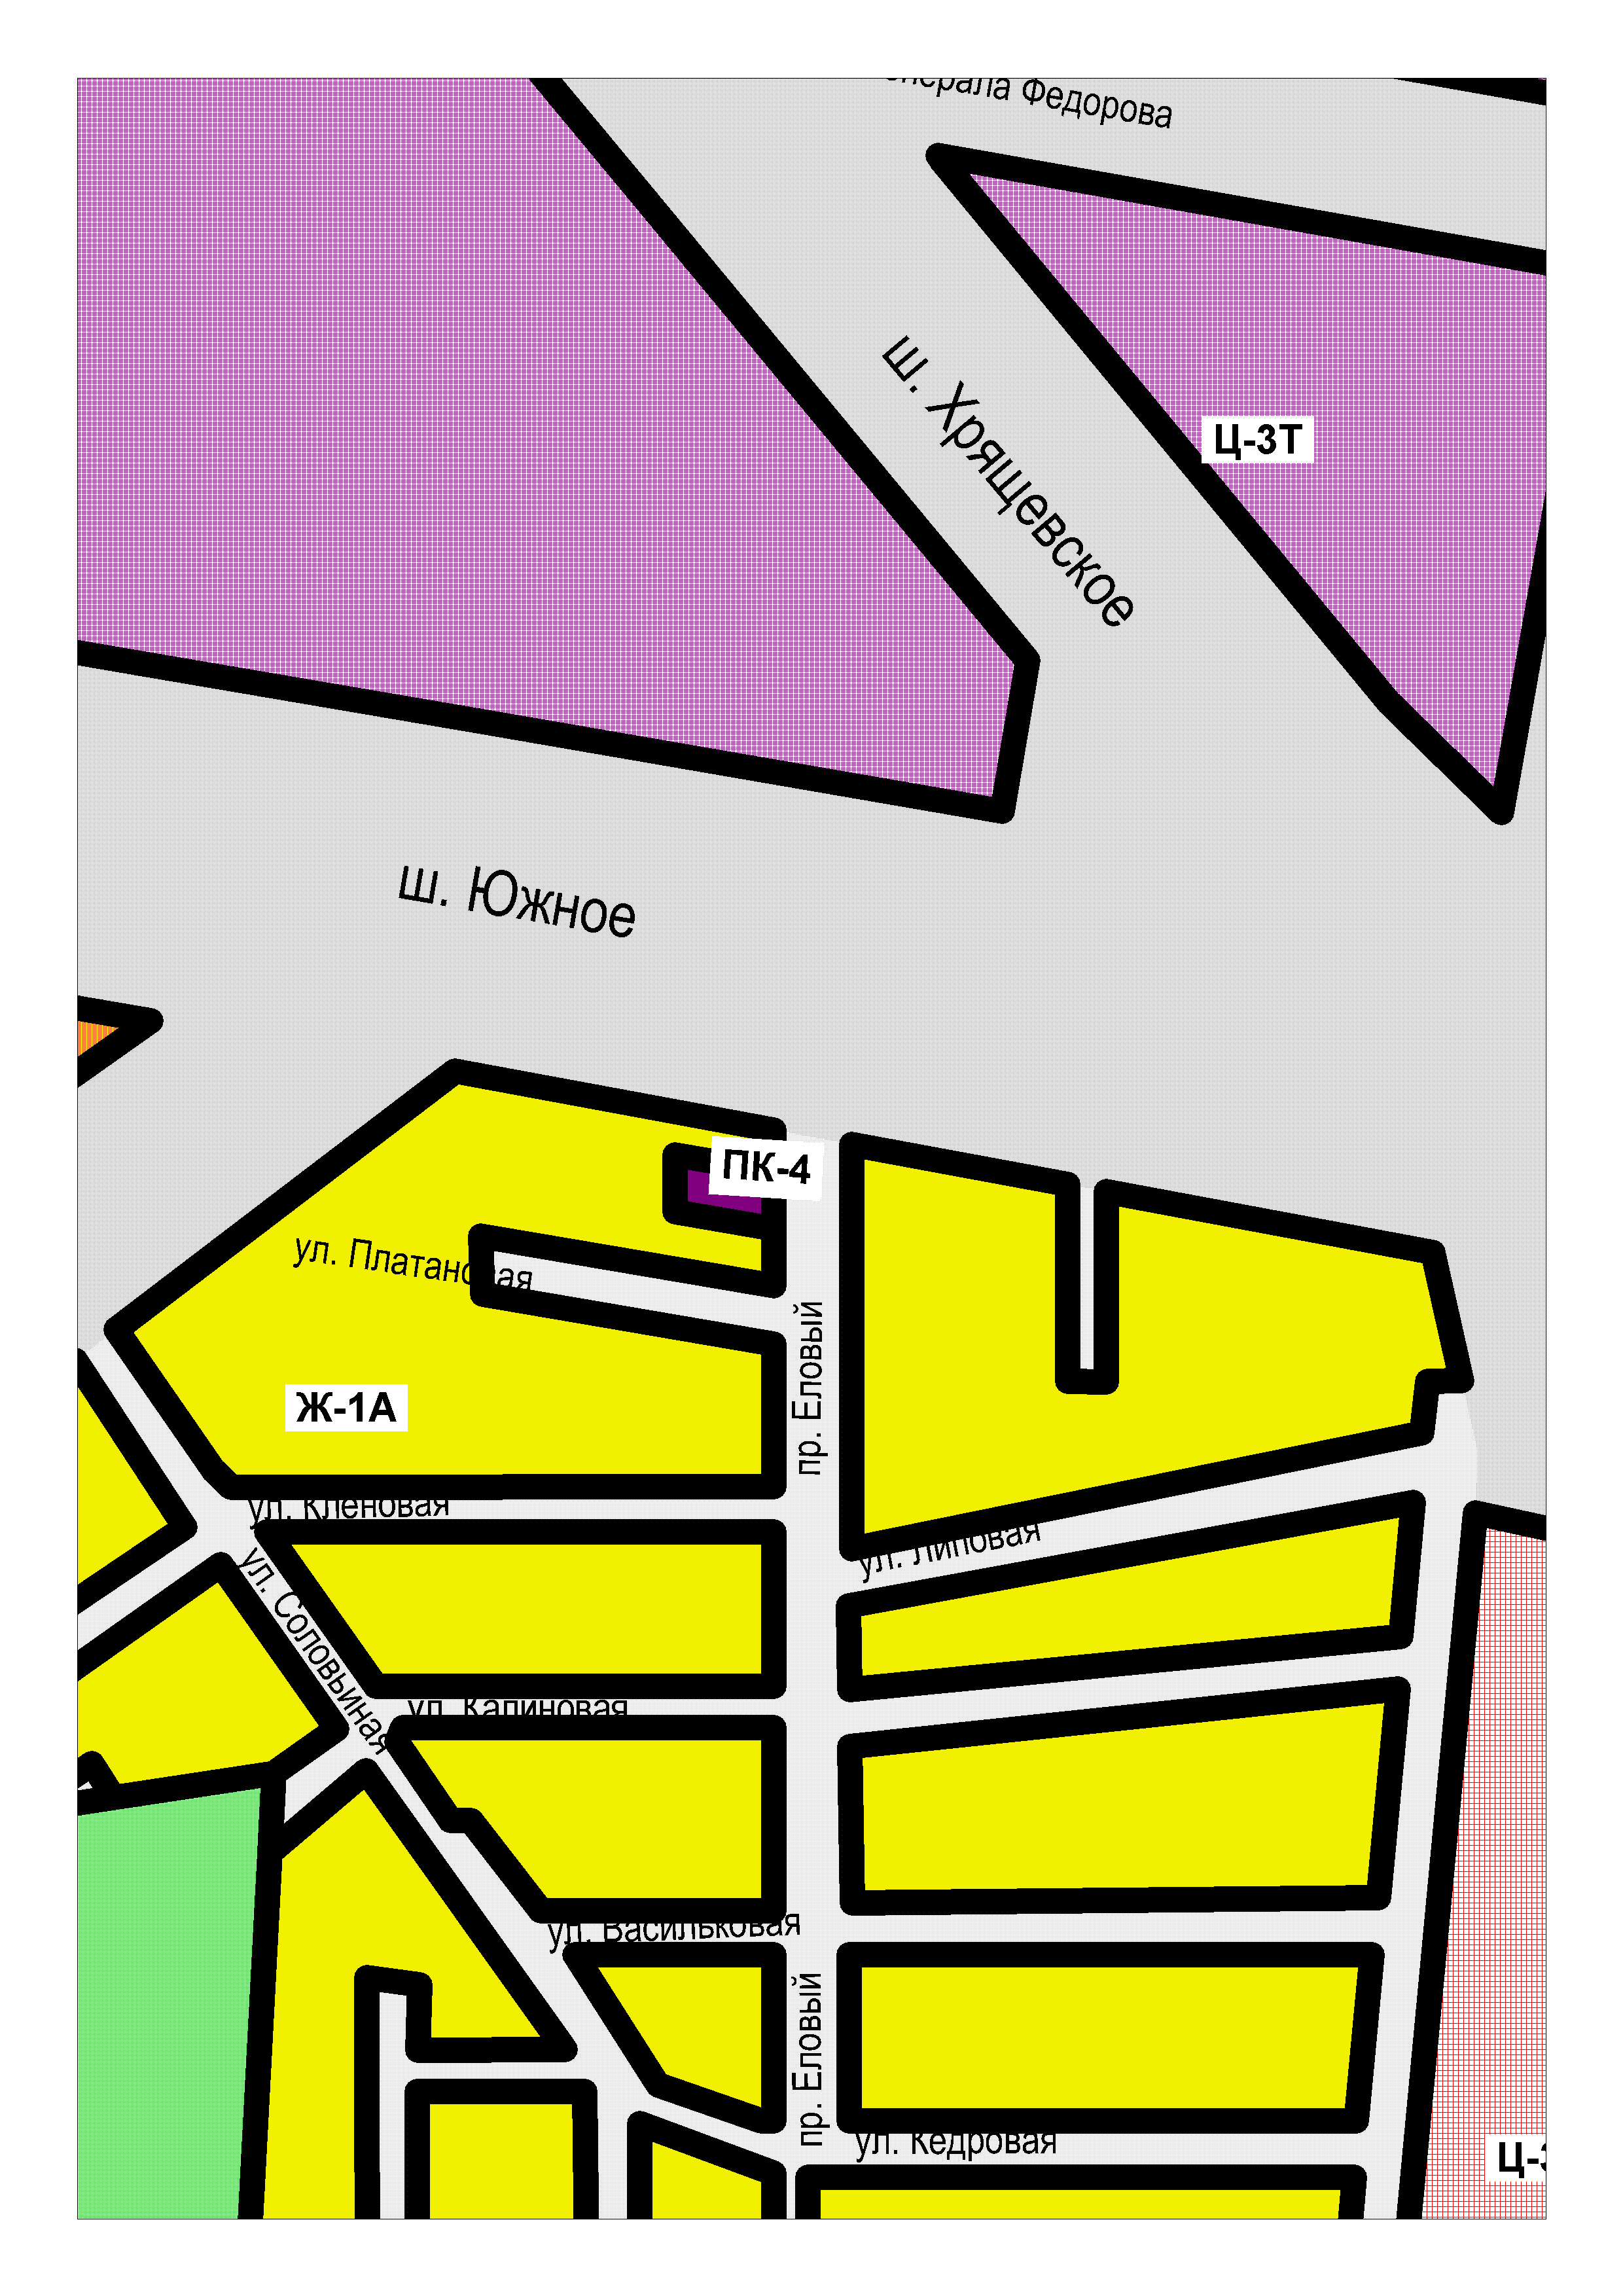 Федорова
ш. Хрящевское
Ц-3Т
ш. Южное
ПК-4
ул. Платановая
пр. Еловый
Ж-1А
ул. Кленовая
ул. Липовая
ул. Соловьиная
ул. Калиновая
ул. Васильковая
пр. Еловый
ул. Кедровая